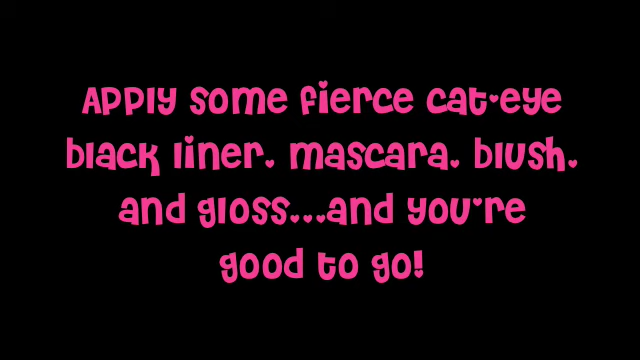 Apply some fierce cat-eye
black liner, mascara, blush,
and gloss...and you're
good to go!